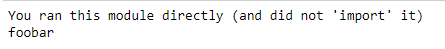 You ran this module directly (and did not 'import' it)
foobar